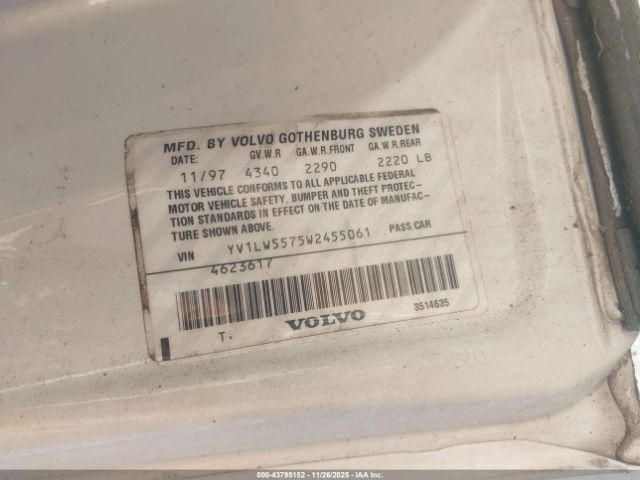 MFD. BY VOLVO GOTHENBURG SWEDEN
DATE: GV.W.R GA.W.R.FRONT GA.W.R.REAR
11/97 4340 2290 2220 LB
THIS VEHICLE CONFORMS TO ALL APPLICABLE FEDERAL
MOTOR VEHICLE SAFETY, BUMPER AND THEFT PROTEC-
TION STANDARDS IN EFFECT ON THE DATE OF MANUFAC-
TURE SHOWN ABOVE.
VIN YV1LW5575W2455061 PASS.CAR
4623617
T. VOLVO 3514635
000-43795152 - 11/26/2025 - © Copyright 2025 IAA, Inc.